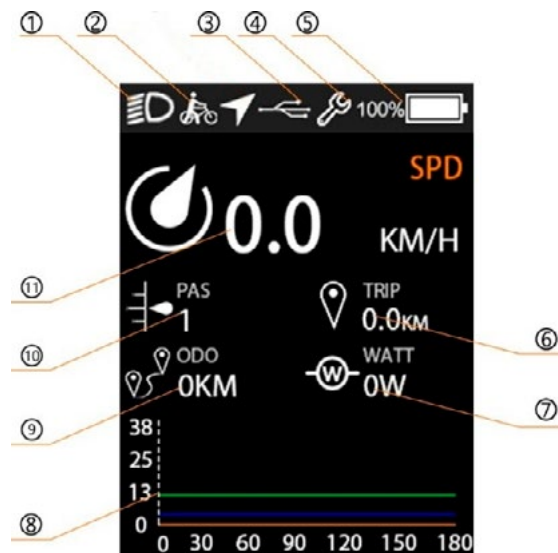 ① ② ③ ④ ⑤
100%
SPD
0.0 KM/H
⑪
PAS TRIP
1 0.0KM
⑥
⑩
ODO WATT
0KM W 0W
⑦
⑨
38
25
13
⑧
0
0 30 60 90 120 150 180